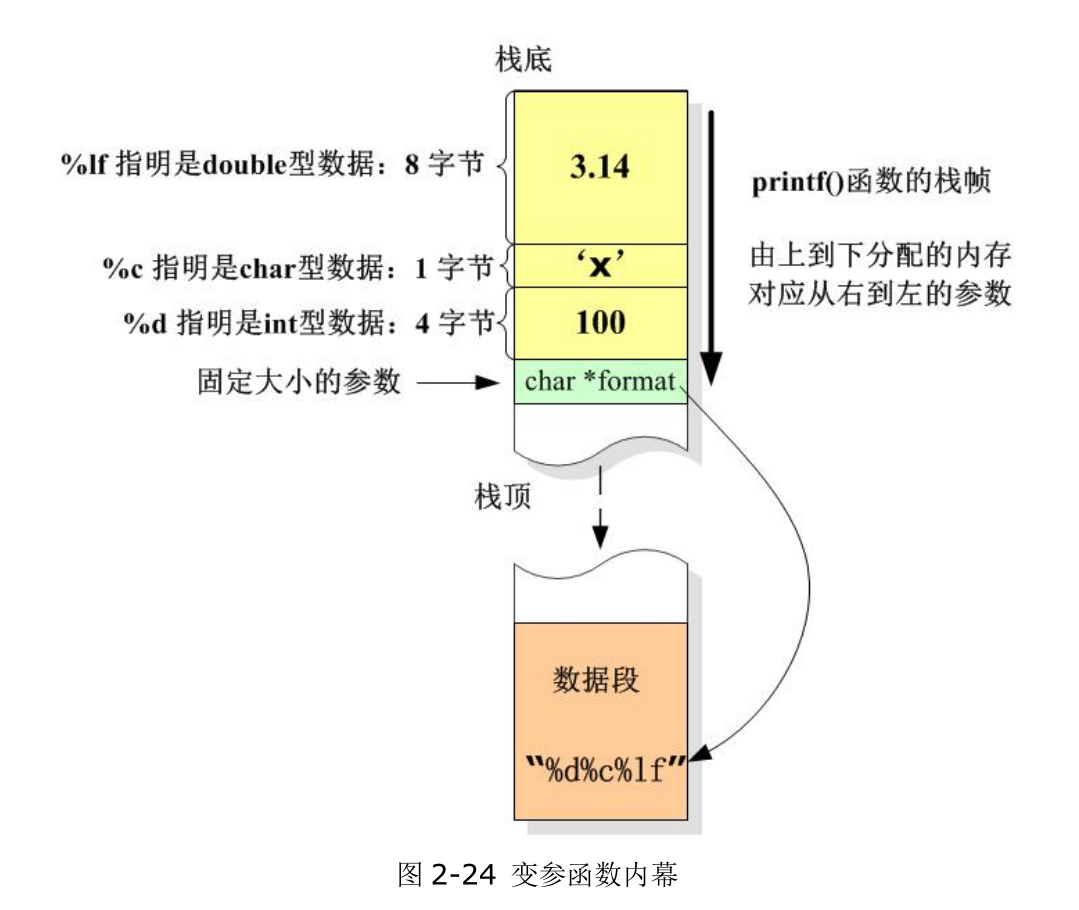 栈底
%lf 指明是double型数据：8 字节
3.14
printf()函数的栈帧
%c 指明是char型数据：1 字节
‘x’
由上到下分配的内存
对应从右到左的参数
%d 指明是int型数据：4 字节
100
固定大小的参数
char *format
栈顶
数据段
"%d%c%lf"
图 2-24 变参函数内幕